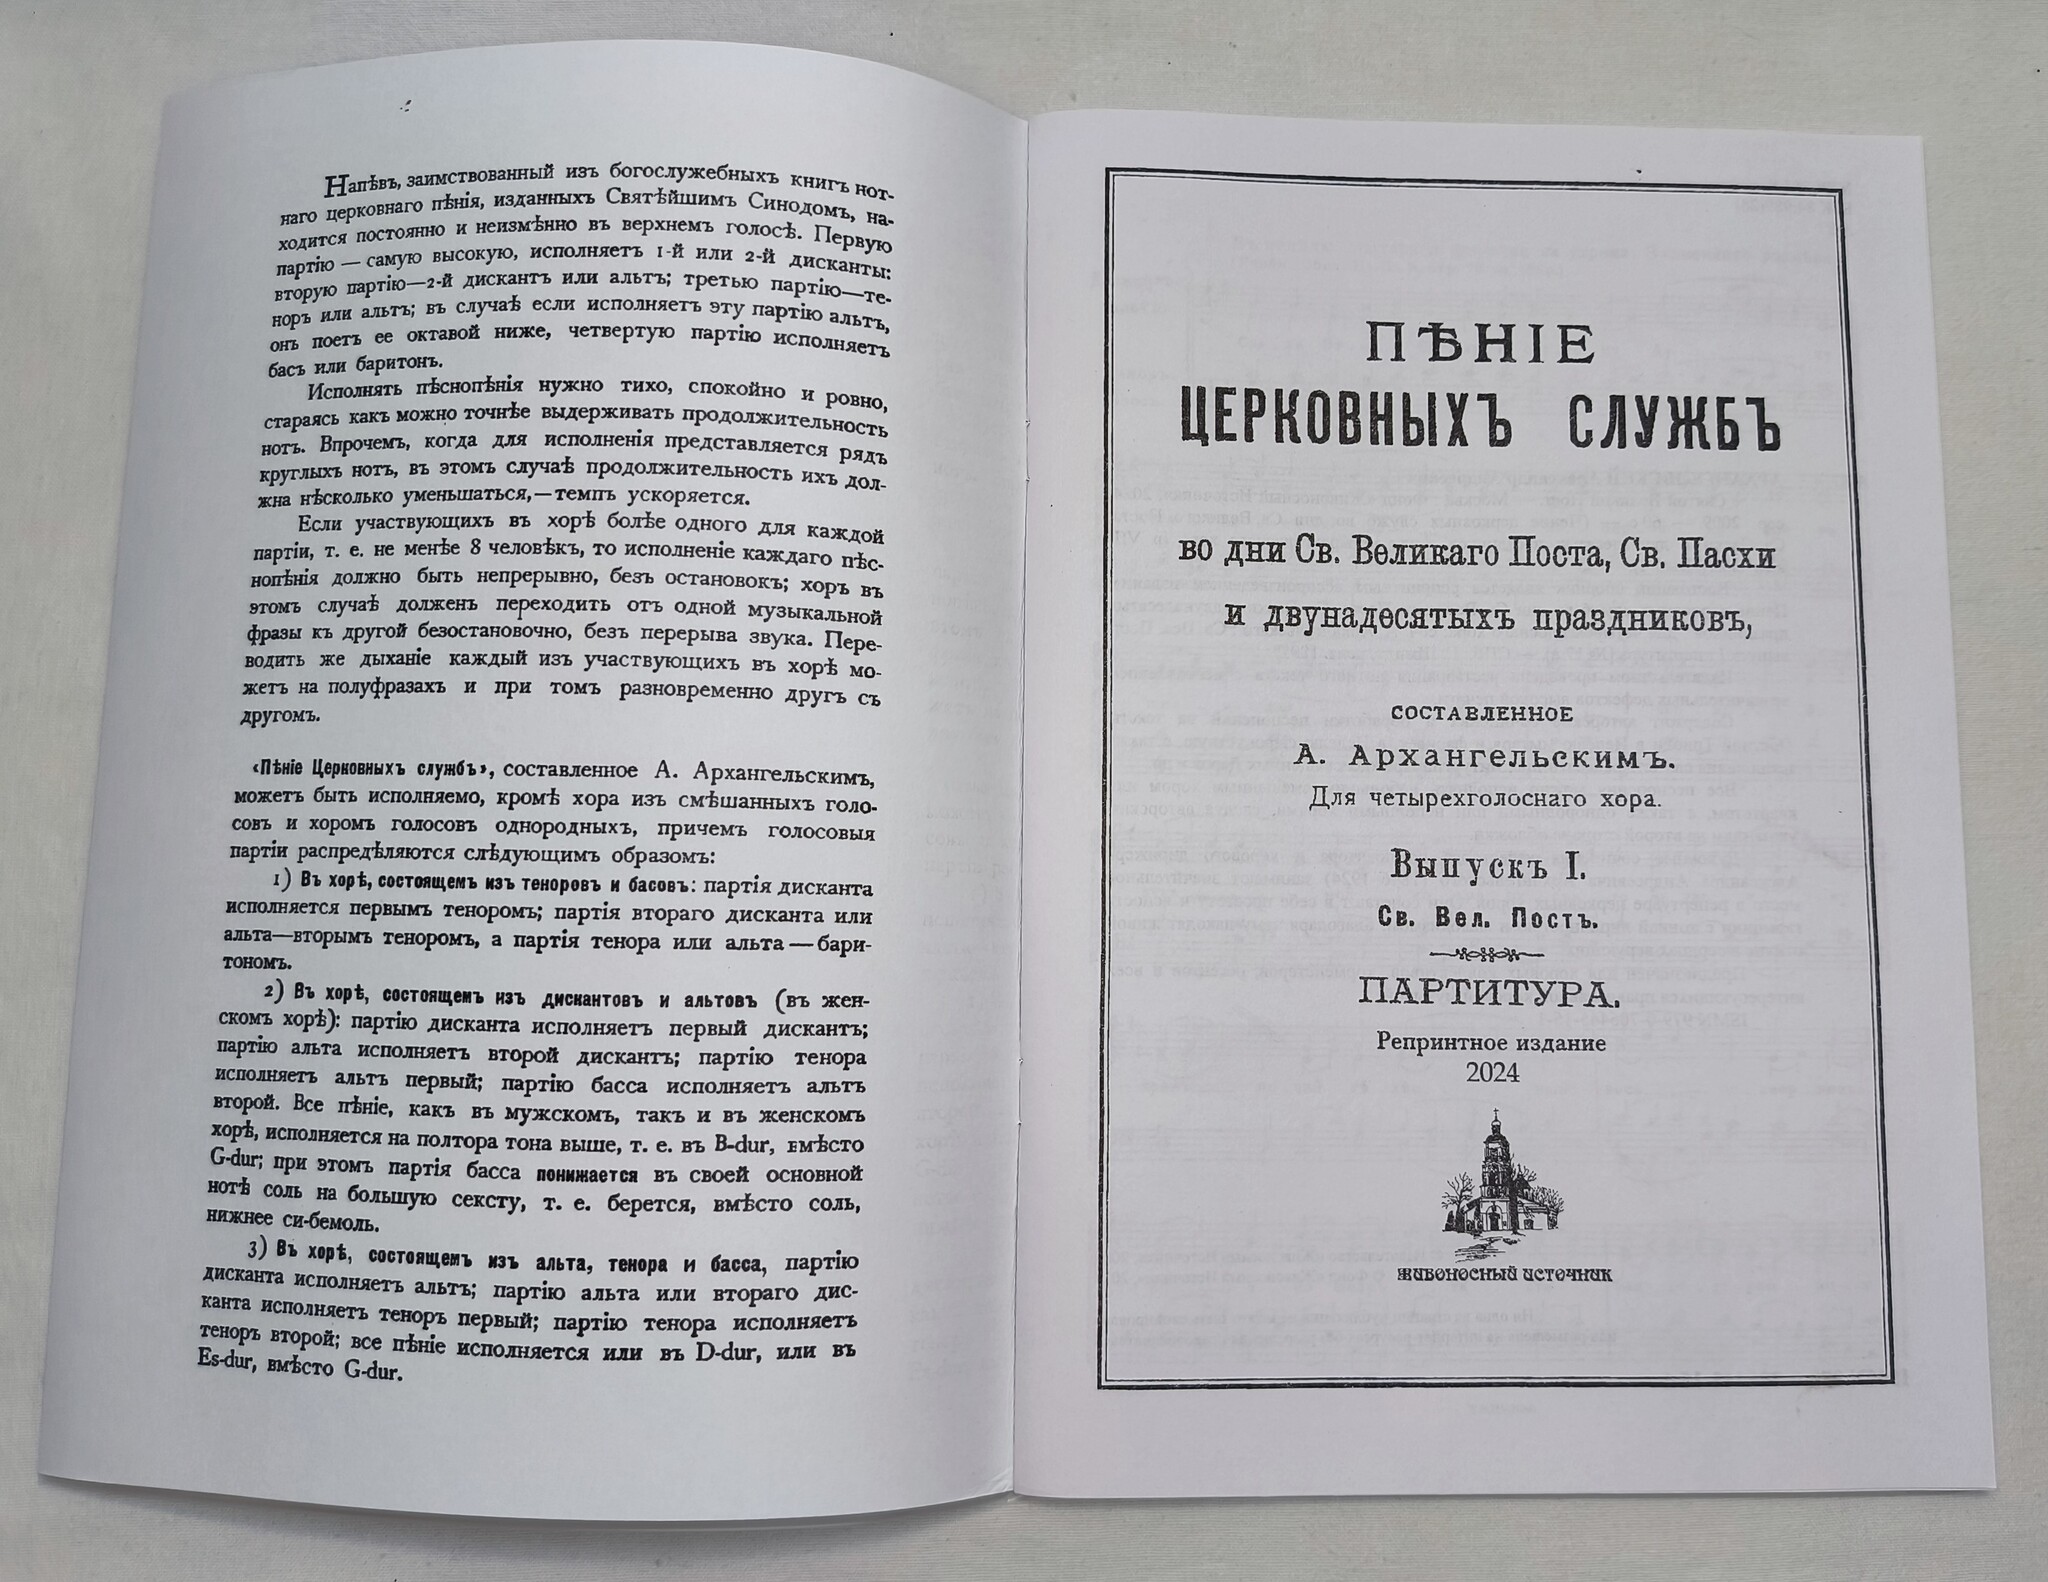 Напѣвъ, заимствованный изъ богослужебныхъ книгъ нот-
наго церковнаго пѣнія, изданныхъ Святѣйшимъ Синодомъ, на-
ходится постоянно и неизмѣнно въ верхнемъ голосѣ. Первую
партію — самую высокую, исполняетъ 1-й или 2-й дисканты:
вторую партію—2-й дискантъ или альтъ; третью партію—те-
норъ или альтъ; въ случаѣ если исполняетъ эту партію альтъ,
онъ поетъ ее октавой ниже, четвертую партію исполняетъ
басъ или баритонъ.
Исполнять пѣснопѣнія нужно тихо, спокойно и ровно,
стараясь какъ можно точнѣе выдерживать продолжительность
нотъ. Впрочемъ, когда для исполненія представляется рядъ
круглыхъ нотъ, въ этомъ случаѣ продолжительность ихъ дол-
жна нѣсколько уменьшаться,—темпъ ускоряется.
Если участвующихъ въ хорѣ болѣе одного для каждой
партіи, т. е. не менѣе 8 человѣкъ, то исполненіе каждаго пѣс-
нопѣнія должно быть непрерывно, безъ остановокъ; хоръ въ
этомъ случаѣ долженъ переходить отъ одной музыкальной
фразы къ другой безостановочно, безъ перерыва звука. Пере-
водить же дыханіе каждый изъ участвующихъ въ хорѣ мо-
жетъ на полуфразахъ и при томъ разновременно другъ съ
другомъ.
«Пѣніе Церковныхъ службъ», составленное А. Архангельскимъ,
можетъ быть исполняемо, кромѣ хора изъ смѣшанныхъ голо-
совъ и хоромъ голосовъ однородныхъ, причемъ голосовыя
партіи распредѣляются слѣдующимъ образомъ:
1) Въ хорѣ, состоящемъ изъ теноровъ и басовъ: партія дисканта
исполняется первымъ теноромъ; партія втораго дисканта или
альта—вторымъ теноромъ, а партія тенора или альта — бари-
тономъ.
2) Въ хорѣ, состоящемъ изъ дискантовъ и альтовъ (въ жен-
скомъ хорѣ): партію дисканта исполняетъ первый дискантъ;
партію альта исполняетъ второй дискантъ; партію тенора
исполняетъ альтъ первый; партію басса исполняетъ альтъ
второй. Все пѣніе, какъ въ мужскомъ, такъ и въ женскомъ
хорѣ, исполняется на полтора тона выше, т. е. въ B-dur, вмѣсто
G-dur; при этомъ партія басса понижается въ своей основной
нотѣ соль на большую сексту, т. е. берется, вмѣсто соль,
нижнее си-бемоль.
3) Въ хорѣ, состоящемъ изъ альта, тенора и басса, партію
дисканта исполняетъ альтъ; партію альта или втораго дис-
канта исполняетъ теноръ первый; партію тенора исполняетъ
теноръ второй; все пѣніе исполняется или въ D-dur, или въ
Es-dur, вмѣсто G-dur.
ПѢНІЕ
ЦЕРКОВНЫХЪ СЛУЖБЪ
во дни Св. Великаго Поста, Св. Пасхи
и двунадесятыхъ праздниковъ,
СОСТАВЛЕННОЕ
А. Архангельскимъ.
Для четырехголоснаго хора.
Выпускъ I.
Св. Вел. Постъ.
ПАРТИТУРА.
Репринтное издание
2024
ЖИВОНОСНЫЙ ИСТОЧНИК